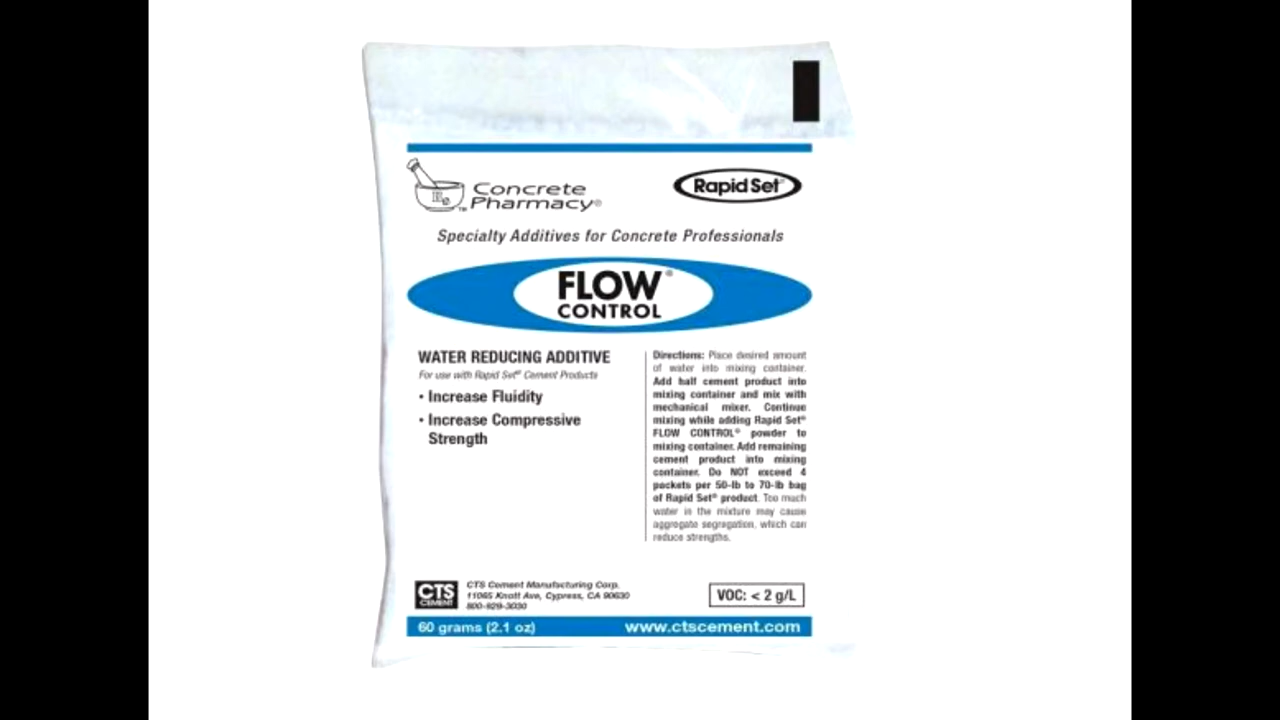 Concrete
Pharmacy®
Rx
™
Rapid Set™
Specialty Additives for Concrete Professionals
FLOW®
CONTROL
WATER REDUCING ADDITIVE
For use with Rapid Set® Cement Products
• Increase Fluidity
• Increase Compressive
Strength
Directions: Place desired amount
of water into mixing container.
Add half cement product into
mixing container and mix with
mechanical mixer. Continue
mixing while adding Rapid Set®
FLOW CONTROL® powder to
mixing container. Add remaining
cement product into mixing
container. Do NOT exceed 4
packets per 50-lb to 70-lb bag
of Rapid Set® product. Too much
water in the mixture may cause
aggregate segregation, which can
reduce strengths.
CTS
CEMENT
CTS Cement Manufacturing Corp.
11065 Knott Ave, Cypress, CA 90630
800-929-3030
VOC: < 2 g/L
60 grams (2.1 oz)
www.ctscement.com